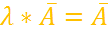 λ * Ā = Ā